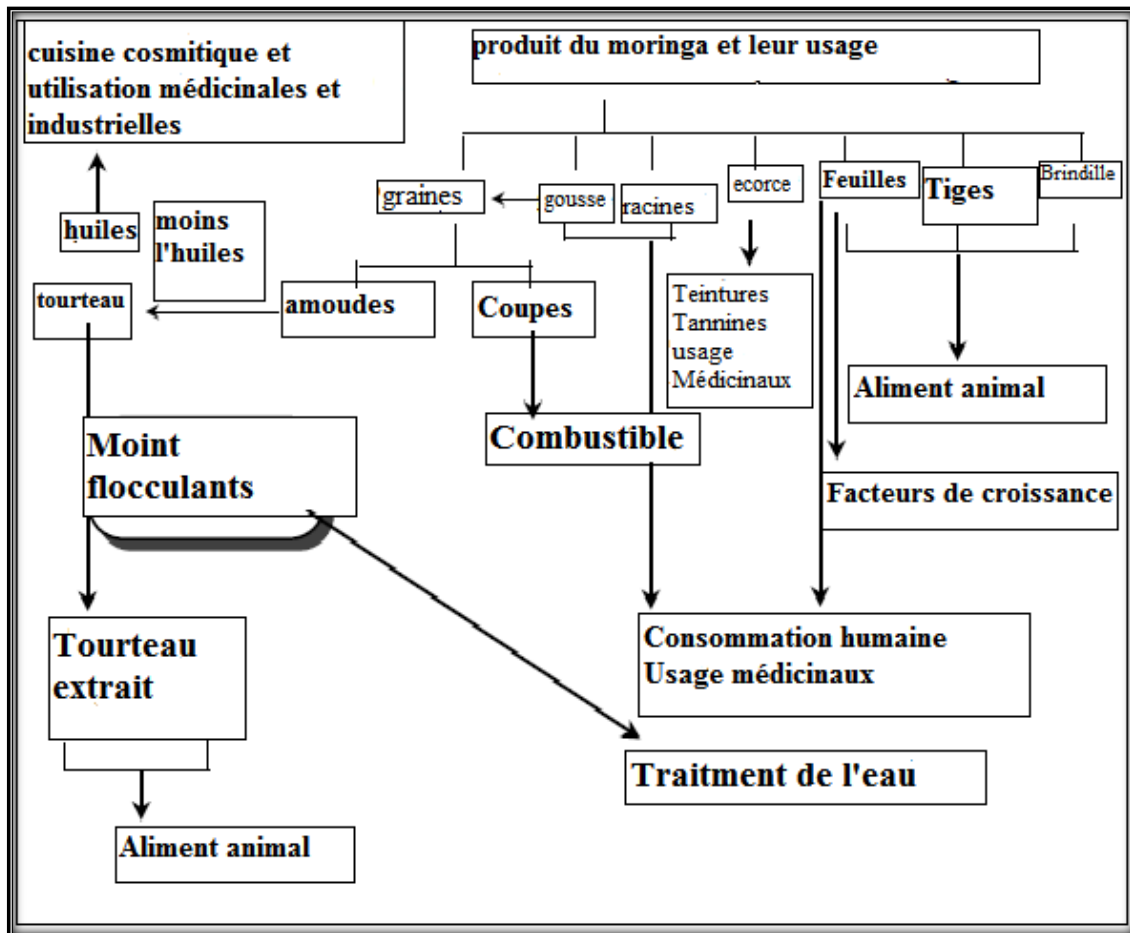 cuisine cosmitique et
utilisation médicinales et
industrielles
produit du moringa et leur usage
graines
gousse
racines
ecorce
Feuilles
Tiges
Brindille
huiles
moins
l'huiles
tourteau
amoudes
Coupes
Teintures
Tannines
usage
Médicinaux
Aliment animal
Moint
flocculants
Combustible
Facteurs de croissance
Tourteau
extrait
Consommation humaine
Usage médicinaux
Traitment de l'eau
Aliment animal